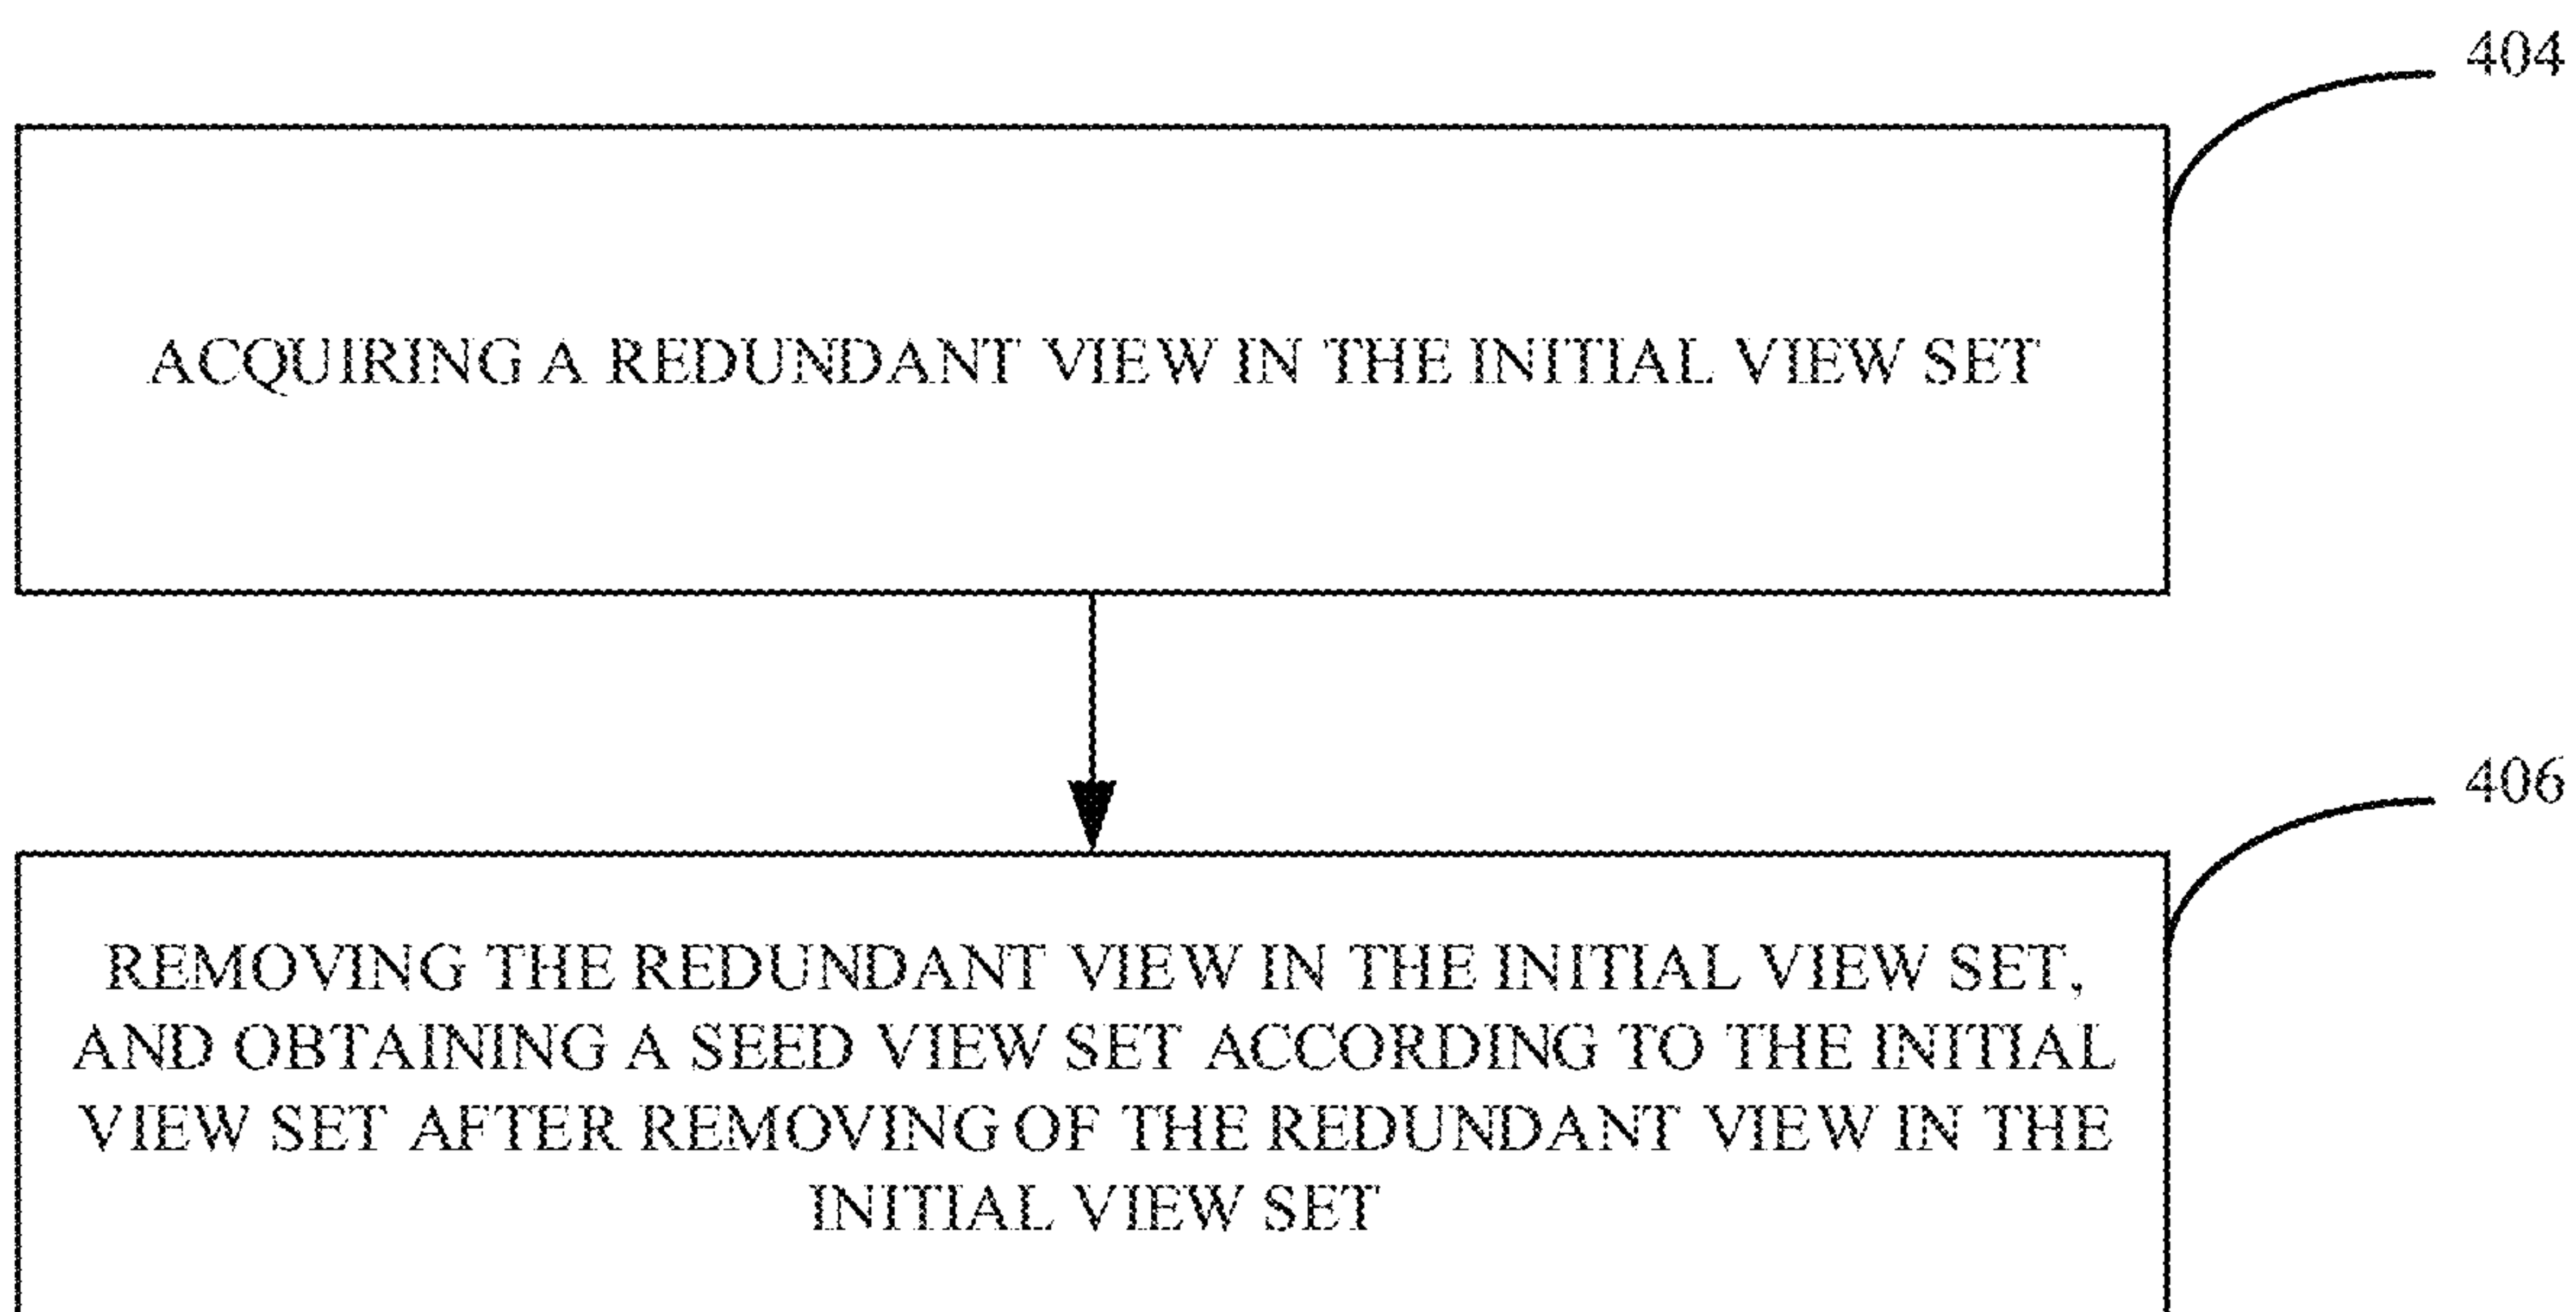 404
ACQUIRING A REDUNDANT VIEW IN THE INITIAL VIEW SET
406
REMOVING THE REDUNDANT VIEW IN THE INITIAL VIEW SET,
AND OBTAINING A SEED VIEW SET ACCORDING TO THE INITIAL
VIEW SET AFTER REMOVING OF THE REDUNDANT VIEW IN THE
INITIAL VIEW SET